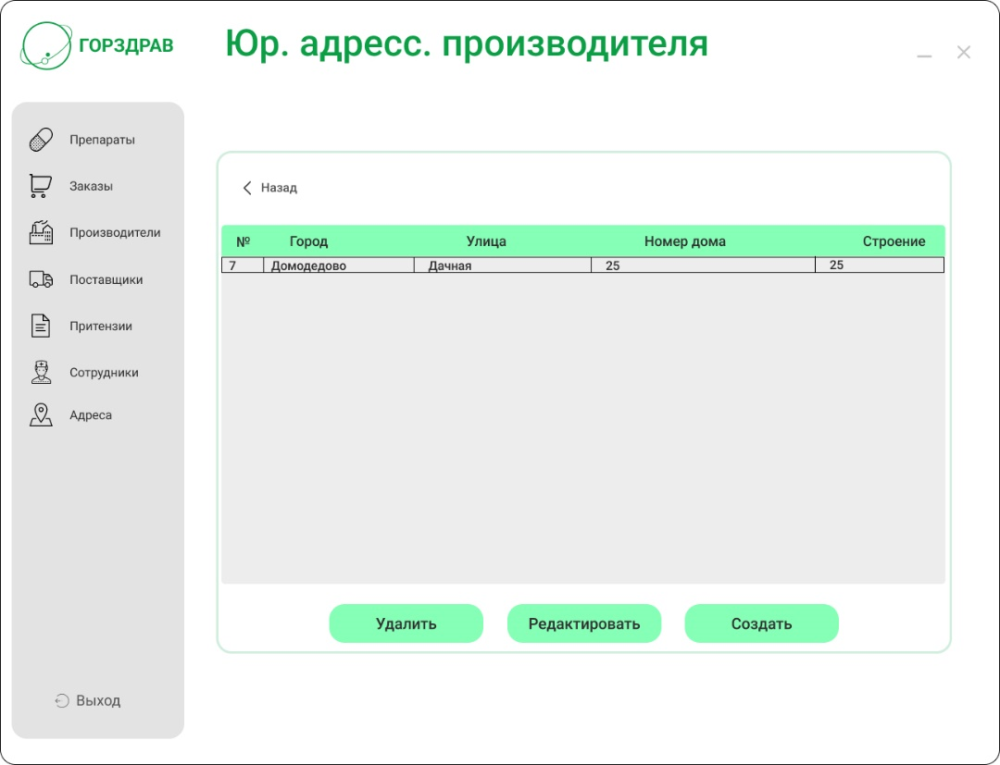 ГОРЗДРАВ
Юр. адресс. производителя
Препараты
Заказы
Производители
Поставщики
Притензии
Сотрудники
Адреса
Выход
Назад
№ Город Улица Номер дома Строение
7 Домодедово Дачная 25 25
Удалить Редактировать Создать